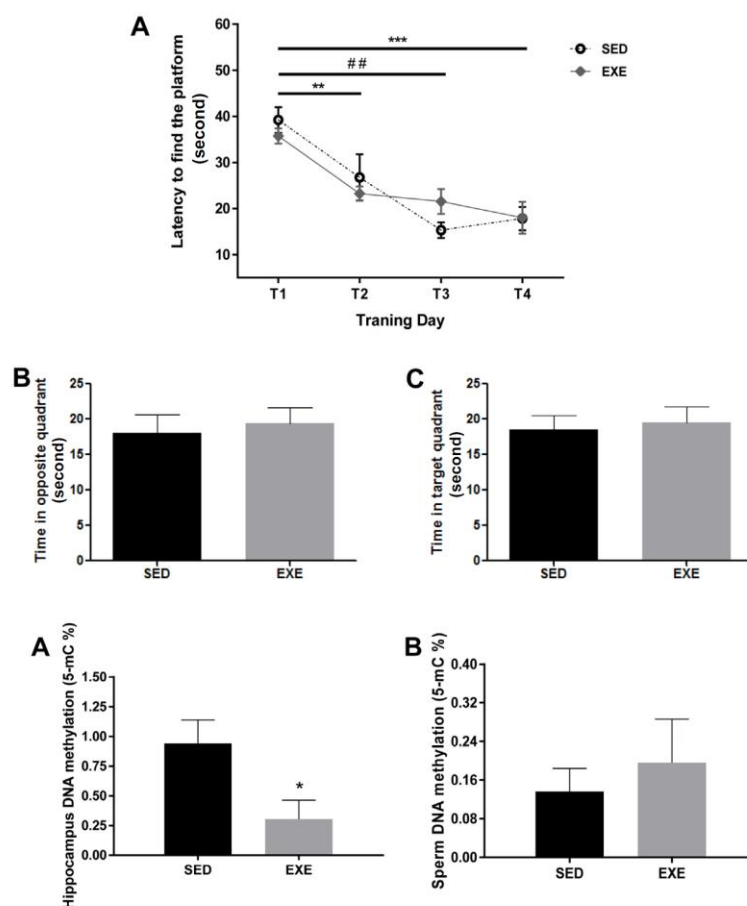 A
60
50
40
30
20
10
Latency to find the platform
(second)
***
##
**
SED
EXE
T1 T2 T3 T4
Traning Day
B
25
20
15
10
5
0
Time in opposite quadrant
(second)
SED EXE
C
25
20
15
10
5
0
Time in target quadrant
(second)
SED EXE
A
1.50
1.25
1.00
0.75
0.50
0.25
0.00
Hippocampus DNA methylation (5-mC %)
*
SED EXE
B
0.40
0.32
0.24
0.16
0.08
0.00
Sperm DNA methylation (5-mC %)
SED EXE